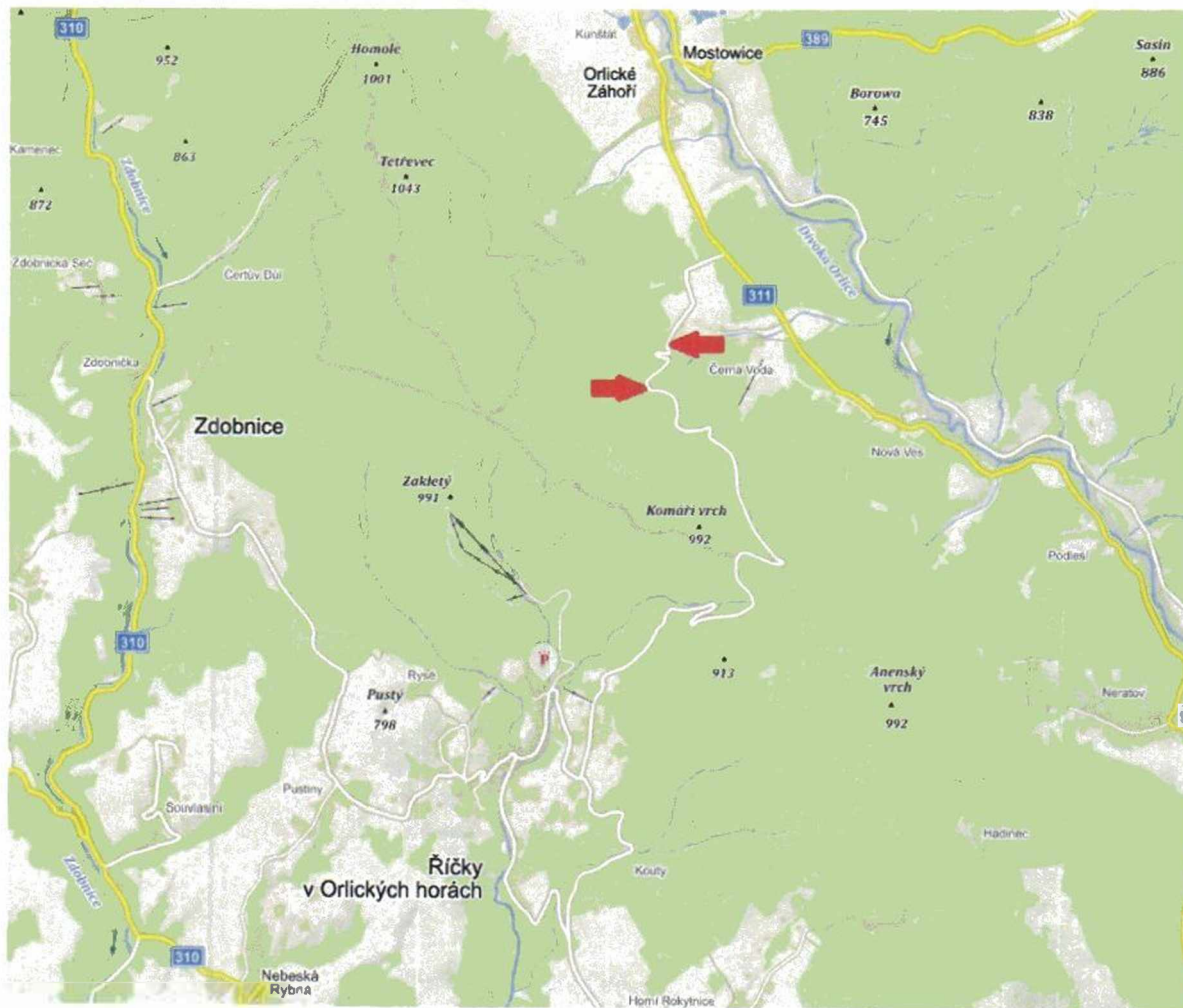 310
952
Homole
1001
Kunštát
Mostowice
389
Sasin
886
Orlické
Záhoří
Borowa
745
838
Kamenec
863
Zdobnice
Tetřevec
1043
872
Divoká Orlice
Zdobnická Seč
Čertův Důl
311
Zdobnička
Černá Voda
Zdobnice
Nová Ves
Zakletý
991
Komáří vrch
992
Podlesí
310
P
Rysé
913
Anenský
vrch
992
Pustý
798
Neratov
Pustiny
Souvlastní
Hadinec
Říčky
v Orlických horách
Kouty
Zdobnice
310
Nebeská
Rybná
Horní Rokytnice